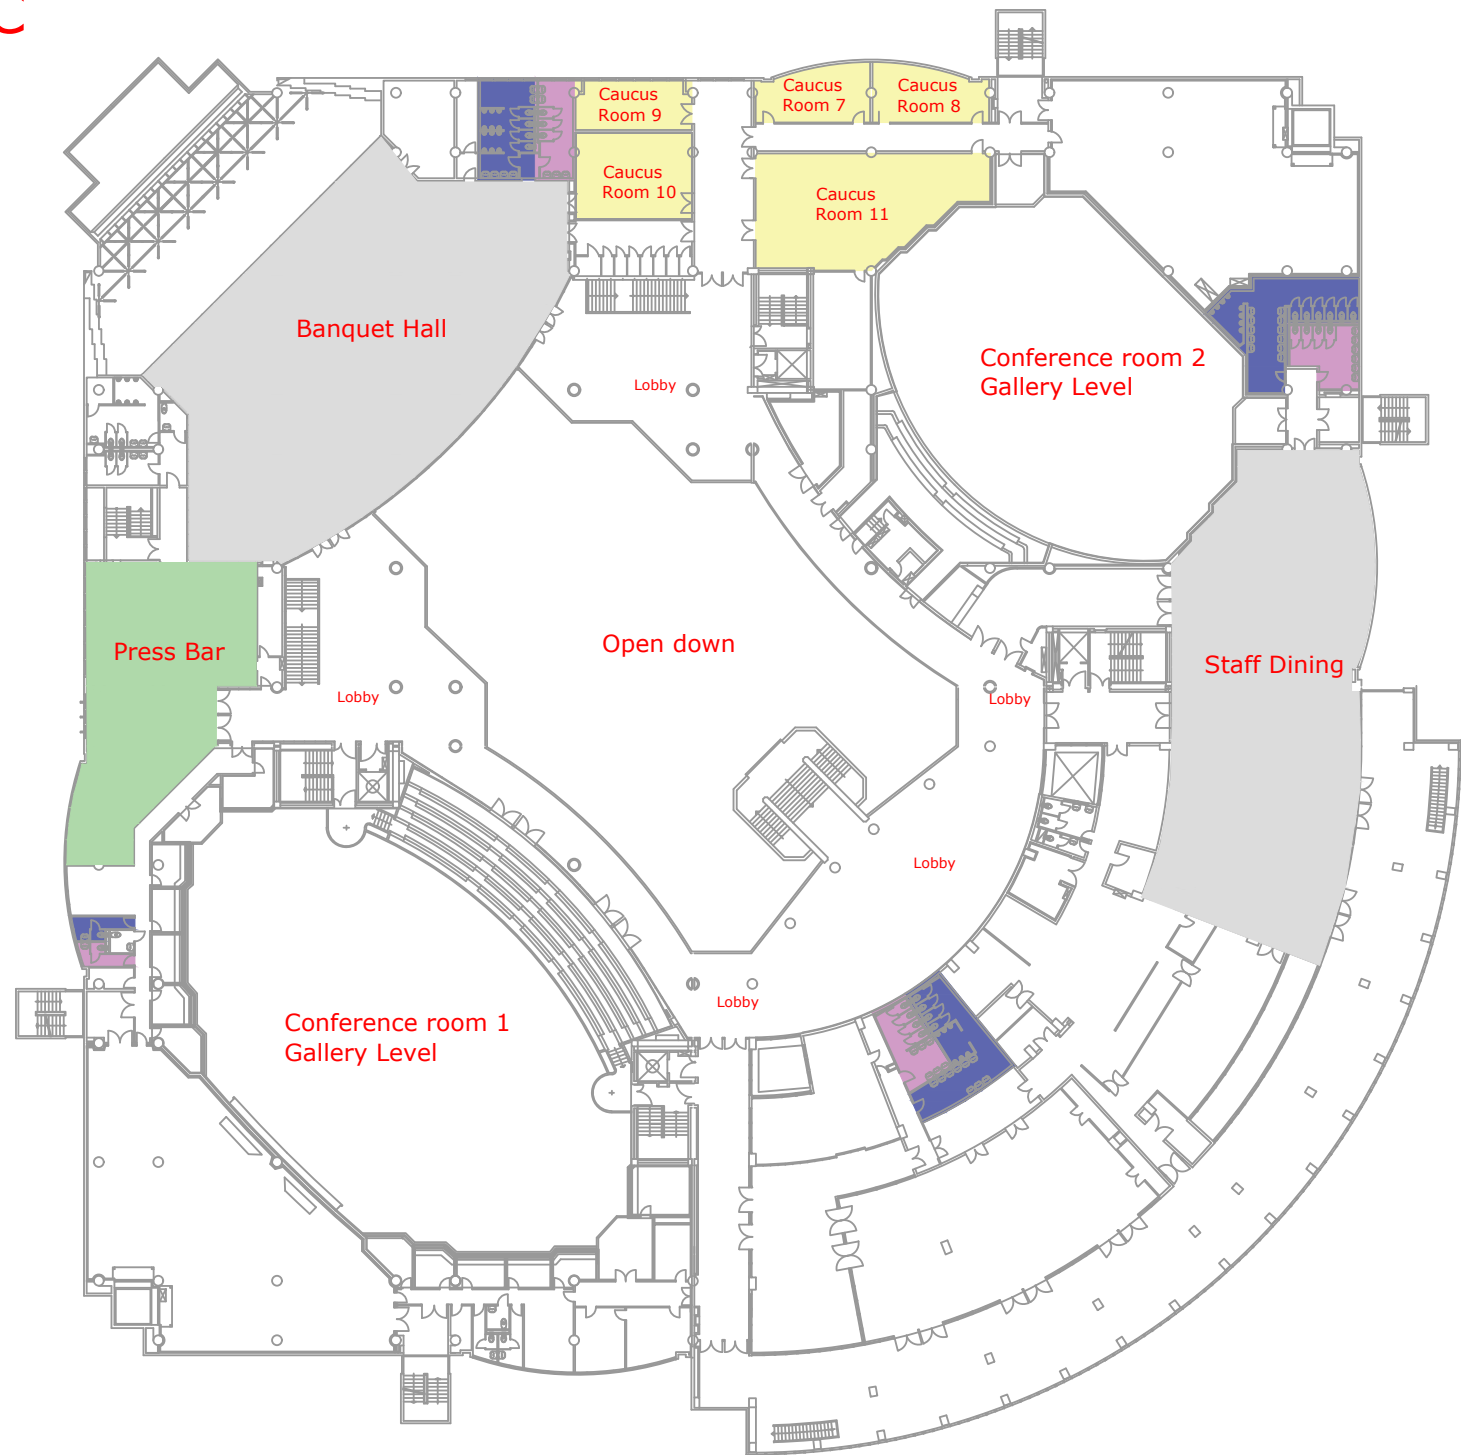 Caucus
Room 9
Caucus
Room 7
Caucus
Room 8
Caucus
Room 10
Caucus
Room 11
Banquet Hall
Lobby
Conference room 2
Gallery Level
Press Bar
Open down
Staff Dining
Lobby
Lobby
Lobby
Lobby
Conference room 1
Gallery Level